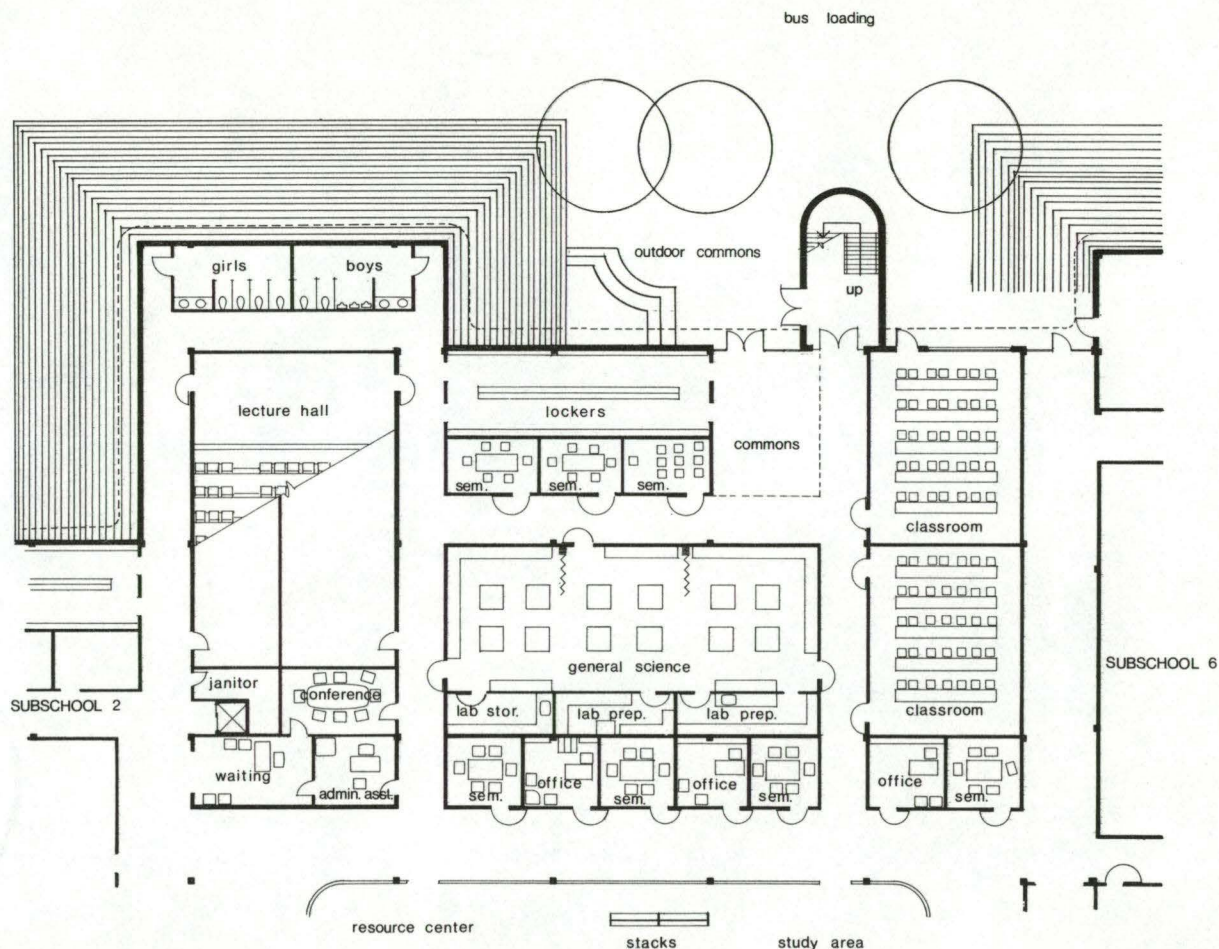 bus loading
outdoor commons
girls
boys
up
lecture hall
lockers
commons
sem.
sem.
sem.
classroom
general science
SUBSCHOOL 6
janitor
conference
SUBSCHOOL 2
lab stor.
lab prep.
lab prep.
classroom
waiting
admin. asst.
sem.
office
sem.
office
sem.
office
sem.
resource center
stacks
study area